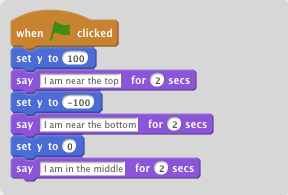 when clicked
set y to 100
say I am near the top for 2 secs
set y to -100
say I am near the bottom for 2 secs
set y to 0
say I am in the middle for 2 secs